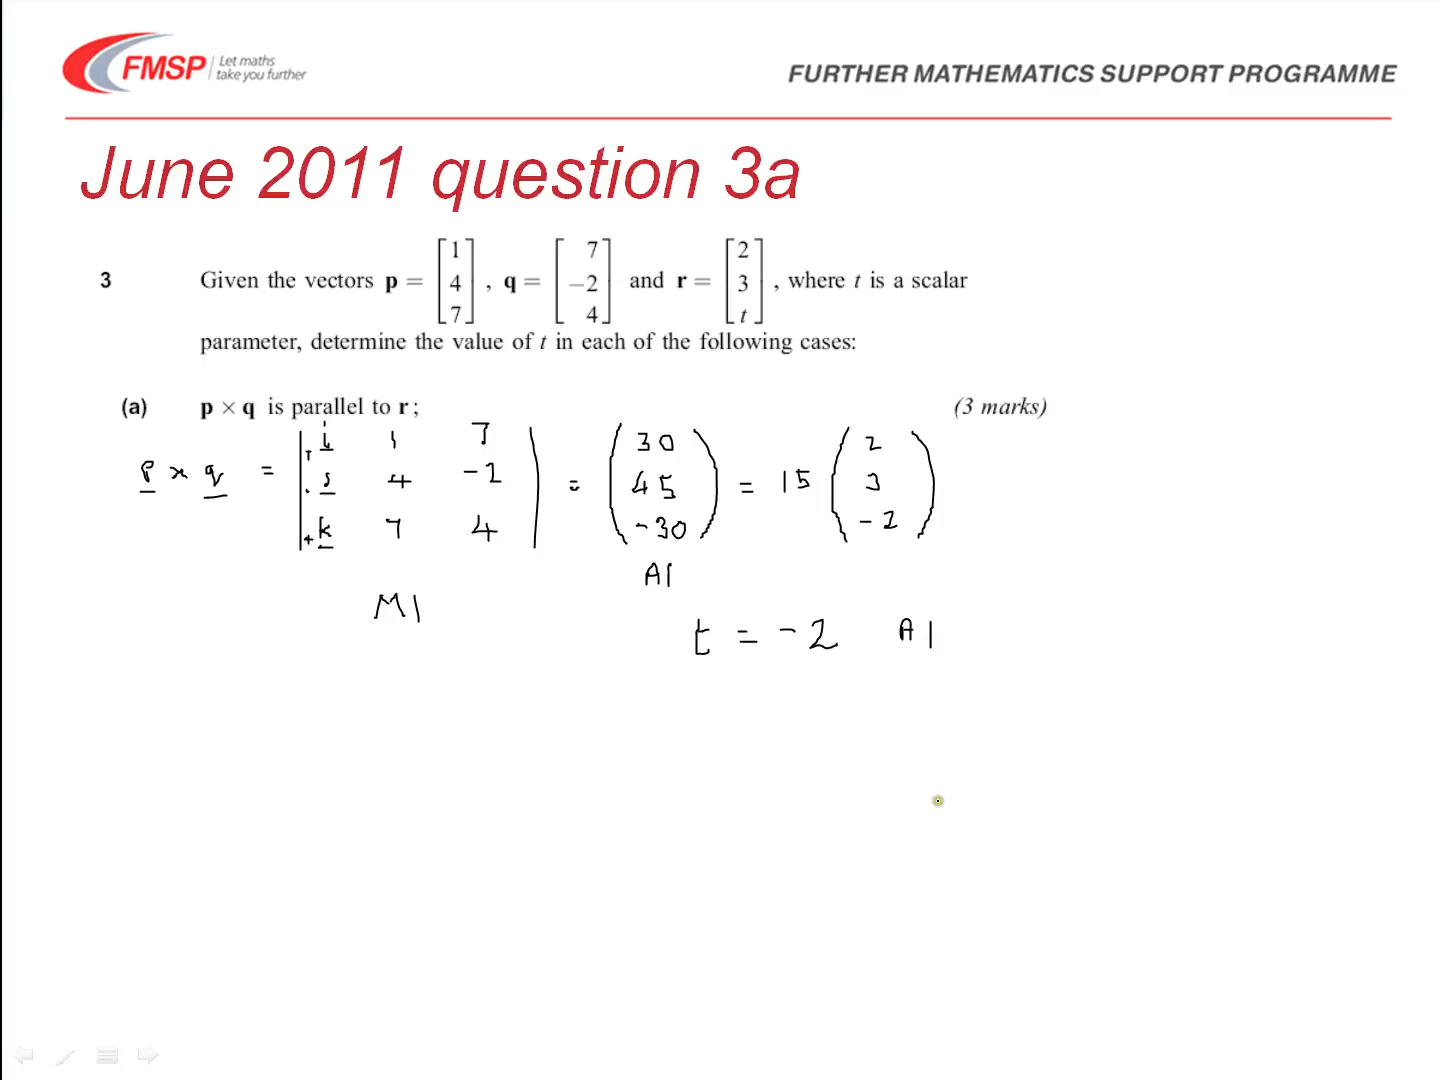 FMSP Let maths take you further
FURTHER MATHEMATICS SUPPORT PROGRAMME
June 2011 question 3a
3 Given the vectors p = [1 4 7], q = [7 -2 4] and r = [2 3 t], where t is a scalar
parameter, determine the value of t in each of the following cases:
(a) p × q is parallel to r; (3 marks)
p × q = | i 1 7 | = (30) = 15 (2)
| j 4 -2 | (45) (3)
| + k 7 4 | (-30) (-2)
A1
M1
t = -2 A1